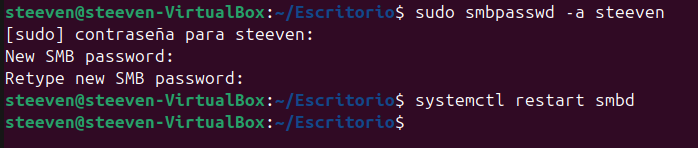 steeven@steeven-VirtualBox:~/Escritorio$ sudo smbpasswd -a steeven
[sudo] contraseña para steeven:
New SMB password:
Retype new SMB password:
steeven@steeven-VirtualBox:~/Escritorio$ systemctl restart smbd
steeven@steeven-VirtualBox:~/Escritorio$